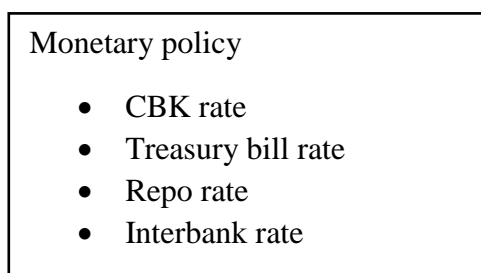 Monetary policy
• CBK rate
• Treasury bill rate
• Repo rate
• Interbank rate